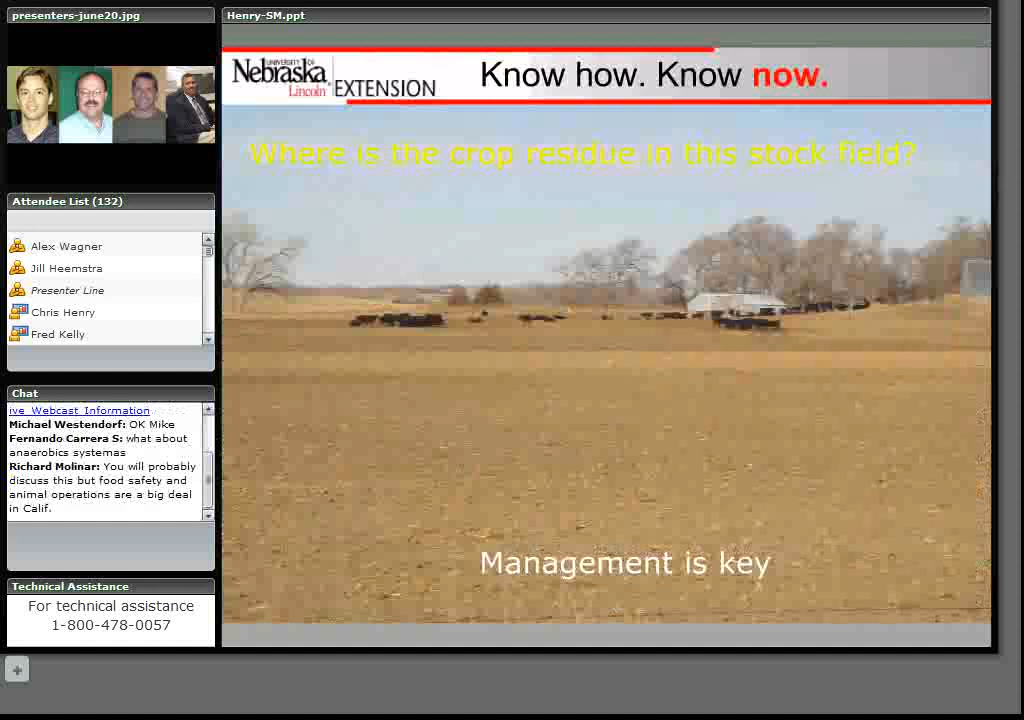 presenters-june20.jpg
Henry-SM.ppt
UNIVERSITY OF
Nebraska
Lincoln
EXTENSION
Know how. Know now.
Where is the crop residue in this stock field?
Management is key
Attendee List (132)
Alex Wagner
Jill Heemstra
Presenter Line
Chris Henry
Fred Kelly
Chat
ive_Webcast_Information
Michael Westendorf: OK Mike
Fernando Carrera S: what about
anaerobics systemas
Richard Molinar: You will probably
discuss this but food safety and
animal operations are a big deal
in Calif.
Technical Assistance
For technical assistance
1-800-478-0057